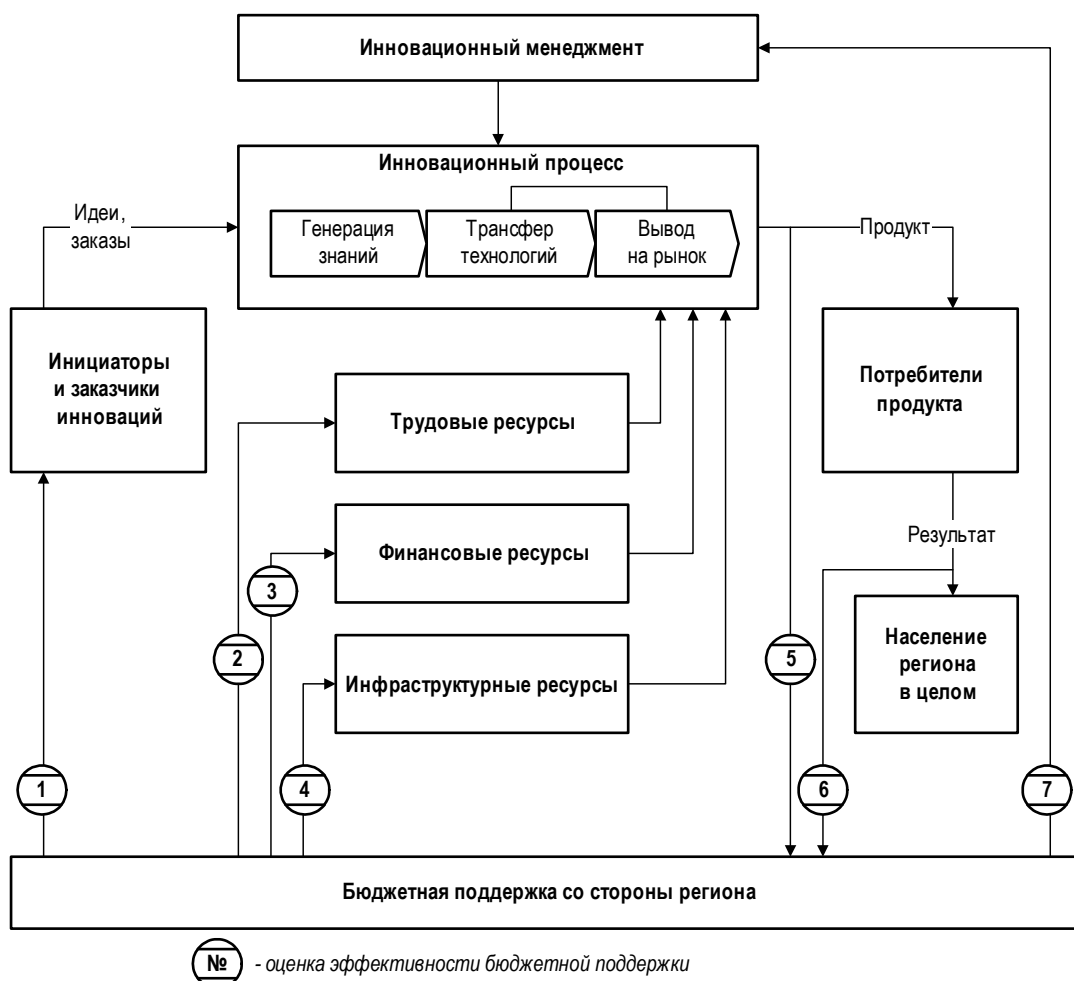 Инновационный менеджмент
Инновационный процесс
Идеи,
заказы
Генерация
знаний
Трансфер
технологий
Вывод
на рынок
Продукт
Инициаторы
и заказчики
инноваций
Потребители
продукта
Трудовые ресурсы
Результат
Финансовые ресурсы
3
Население
региона
в целом
2
5
Инфраструктурные ресурсы
1
4
6
7
Бюджетная поддержка со стороны региона
№ - оценка эффективности бюджетной поддержки